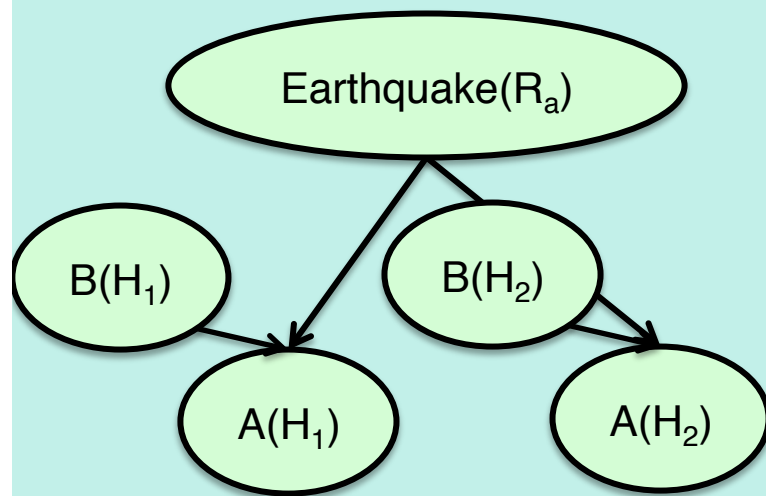 Earthquake(Rₐ)
B(H₁)
B(H₂)
A(H₁)
A(H₂)